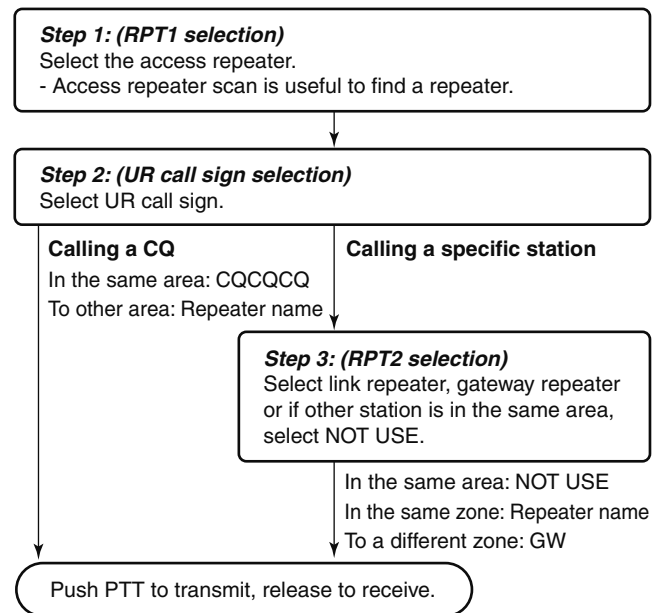 Step 1: (RPT1 selection)
Select the access repeater.
- Access repeater scan is useful to find a repeater.
Step 2: (UR call sign selection)
Select UR call sign.
Calling a CQ
In the same area: CQCQCQ
To other area: Repeater name
Calling a specific station
Step 3: (RPT2 selection)
Select link repeater, gateway repeater
or if other station is in the same area,
select NOT USE.
In the same area: NOT USE
In the same zone: Repeater name
To a different zone: GW
Push PTT to transmit, release to receive.